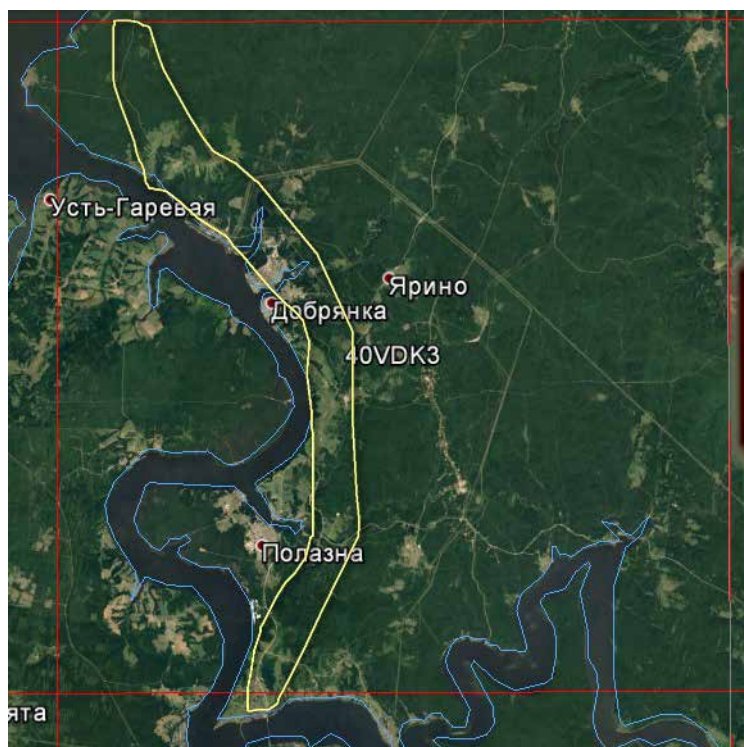 Усть-Гаревая
Ярино
Добрянка
40VDK3
Полазна
ята